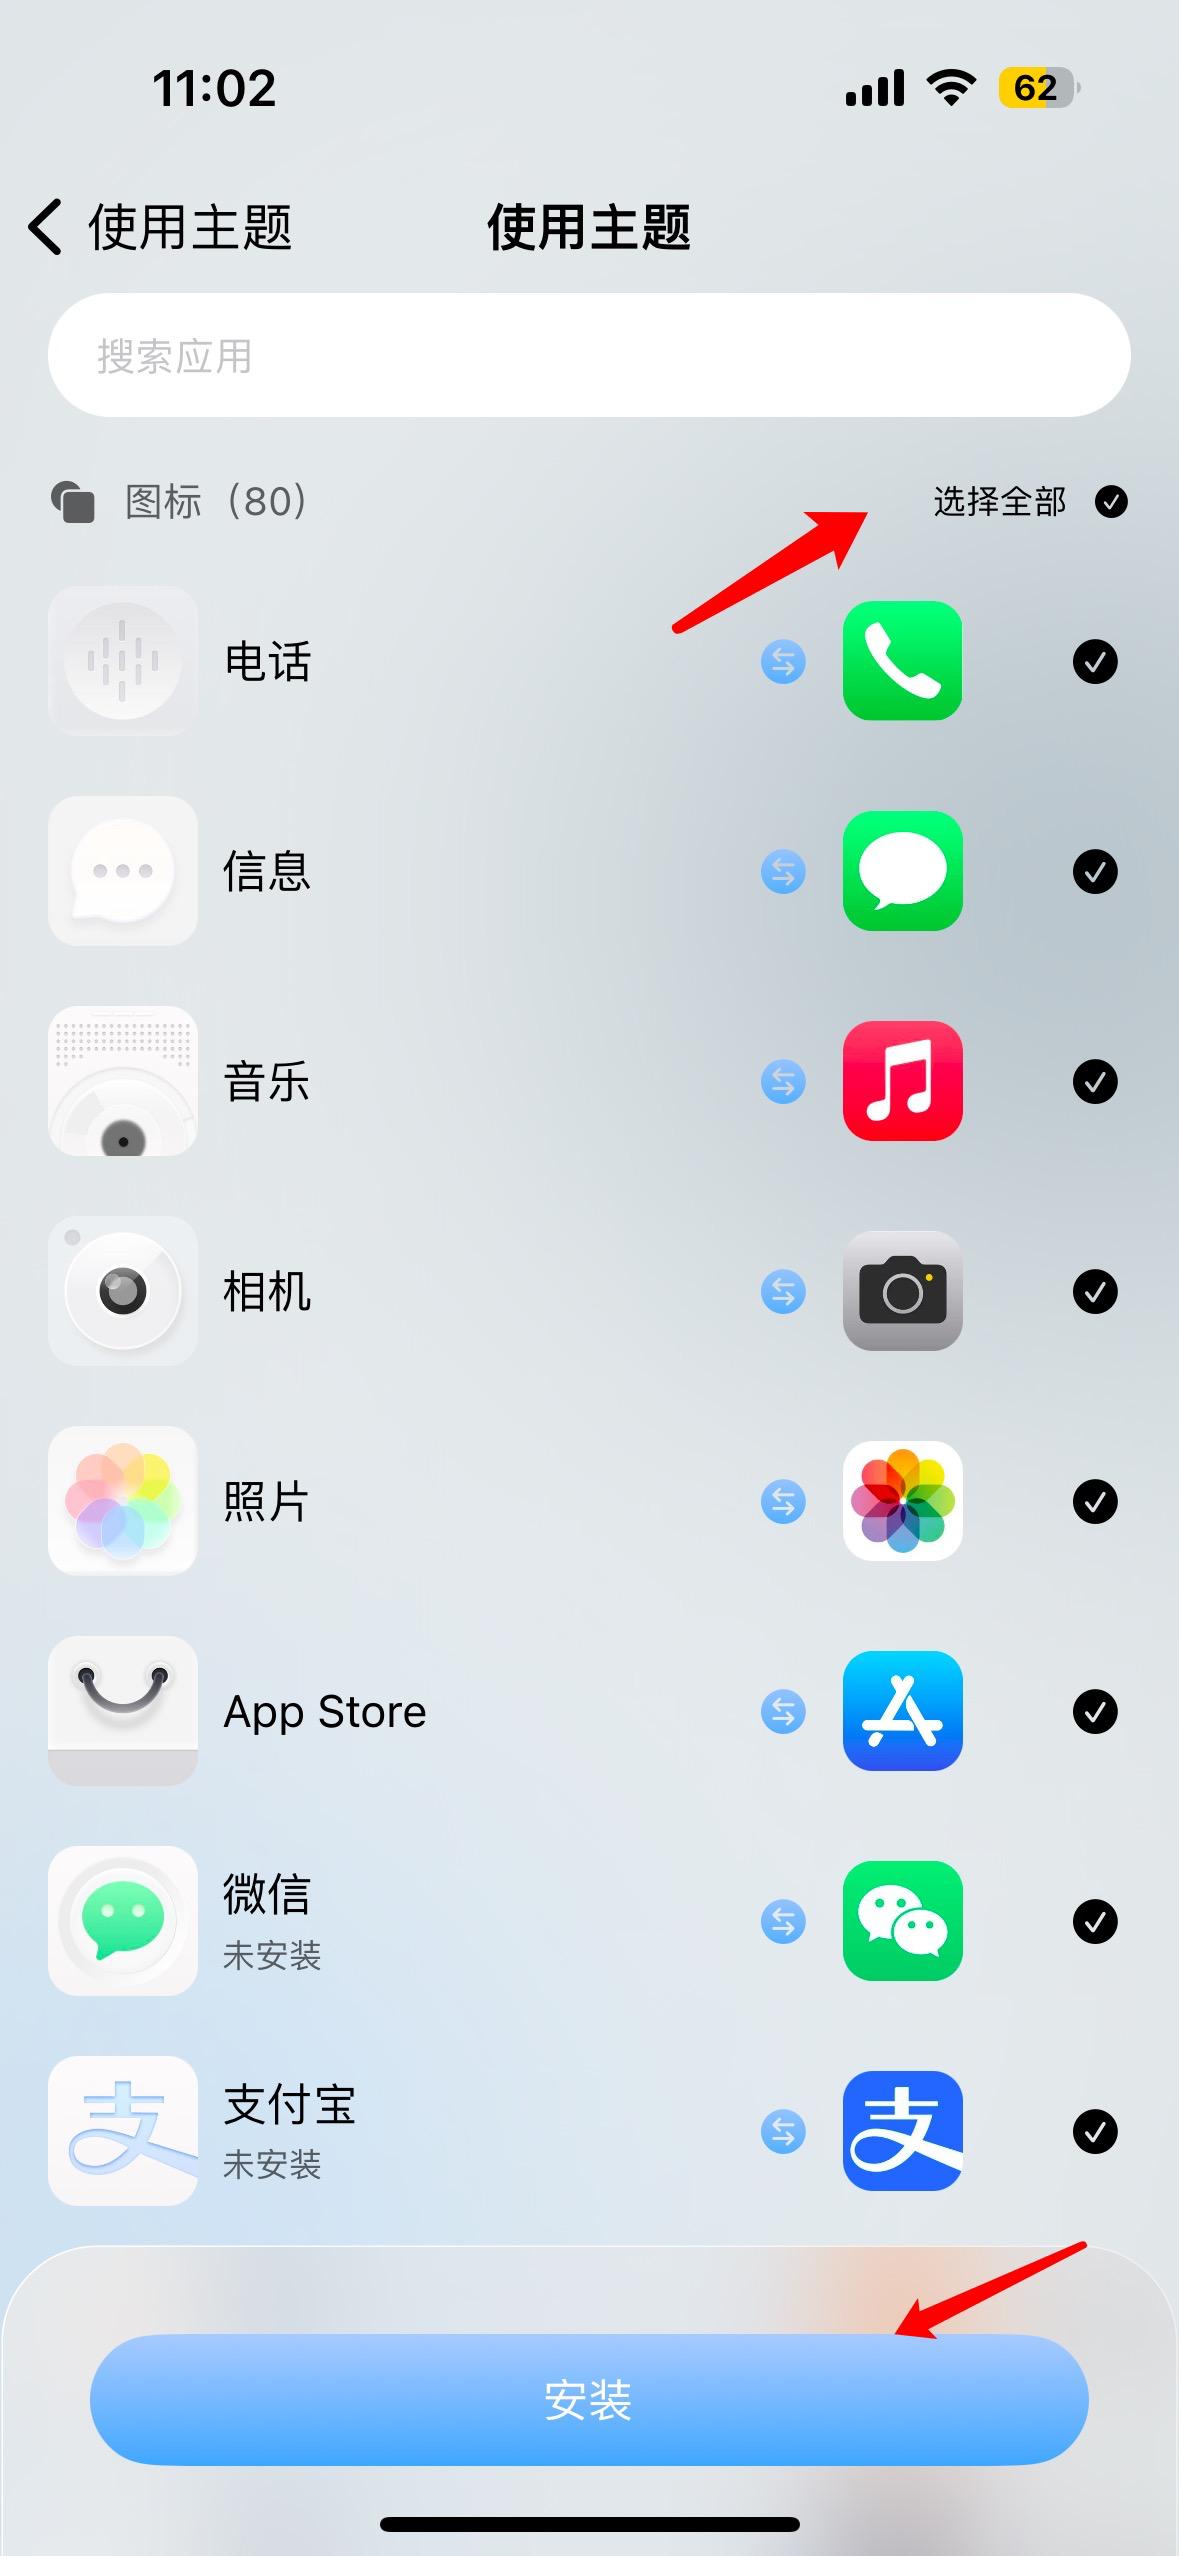 11:02
62
使用主题
使用主题
搜索应用
图标（80）
选择全部
电话
信息
音乐
相机
照片
App Store
微信
未安装
支
支付宝
未安装
支
安装